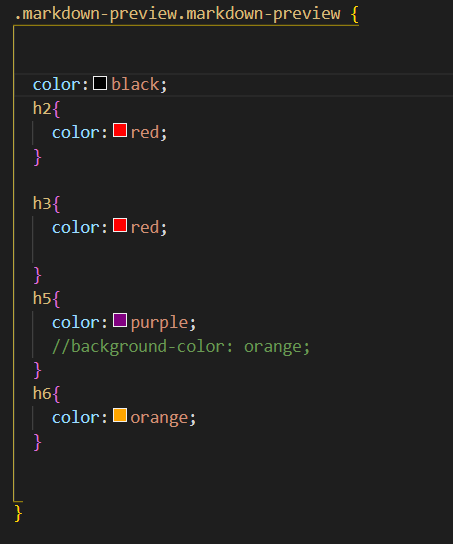 .markdown-preview.markdown-preview {
color: black;
h2{
color: red;
}
h3{
color: red;
}
h5{
color: purple;
//background-color: orange;
}
h6{
color: orange;
}
}